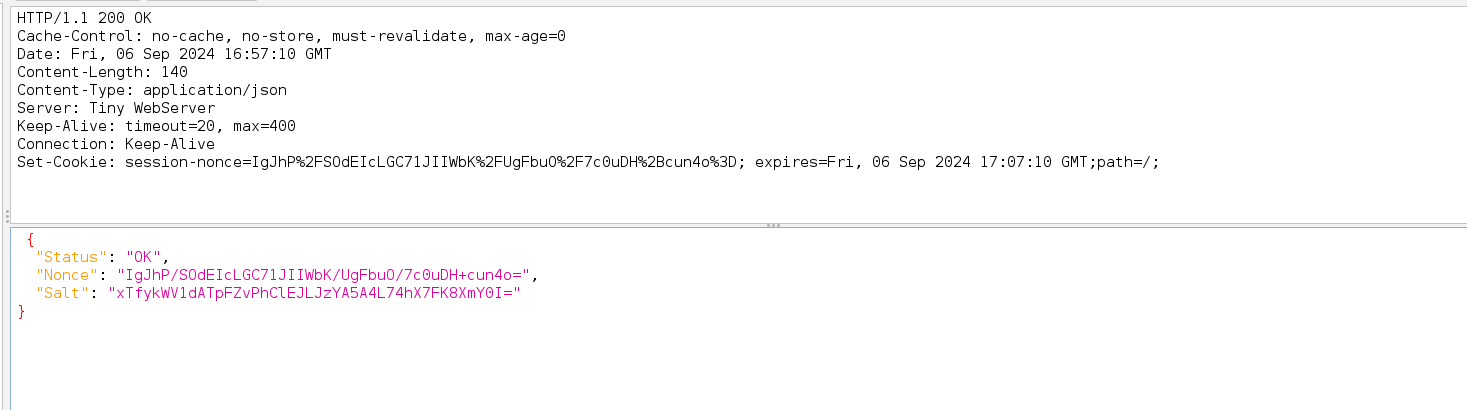 HTTP/1.1 200 OK
Cache-Control: no-cache, no-store, must-revalidate, max-age=0
Date: Fri, 06 Sep 2024 16:57:10 GMT
Content-Length: 140
Content-Type: application/json
Server: Tiny WebServer
Keep-Alive: timeout=20, max=400
Connection: Keep-Alive
Set-Cookie: session-nonce=IgJhP%2FSOdEIcLGC71JIIWbK%2FUgFbuO%2F7c0uDH%2Bcun4o%3D; expires=Fri, 06 Sep 2024 17:07:10 GMT;path=/;
{
"Status": "OK",
"Nonce": "IgJhP/SOdEIcLGC71JIIWbK/UgFbuO/7c0uDH+cun4o=",
"Salt": "xTfykWV1dATpFZvPhClEJLJzYA5A4L74hX7FK8XmY0I="
}